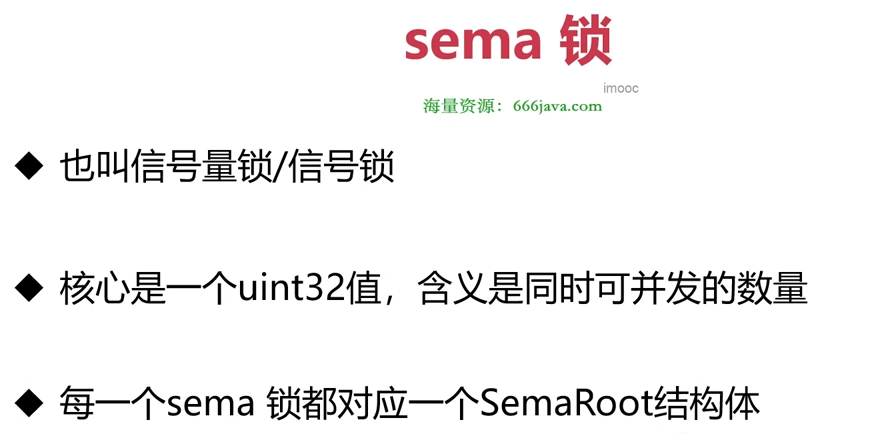 sema 锁
imooc
海量资源：666java.com
◆ 也叫信号量锁/信号锁
◆ 核心是一个uint32值，含义是同时可并发的数量
◆ 每一个sema 锁都对应一个SemaRoot结构体